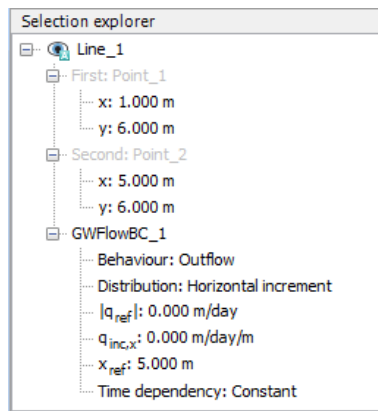 Selection explorer
Line_1
First: Point_1
x: 1.000 m
y: 6.000 m
Second: Point_2
x: 5.000 m
y: 6.000 m
GWFlowBC_1
Behaviour: Outflow
Distribution: Horizontal increment
|qref|: 0.000 m/day
qinc,x: 0.000 m/day/m
xref: 5.000 m
Time dependency: Constant